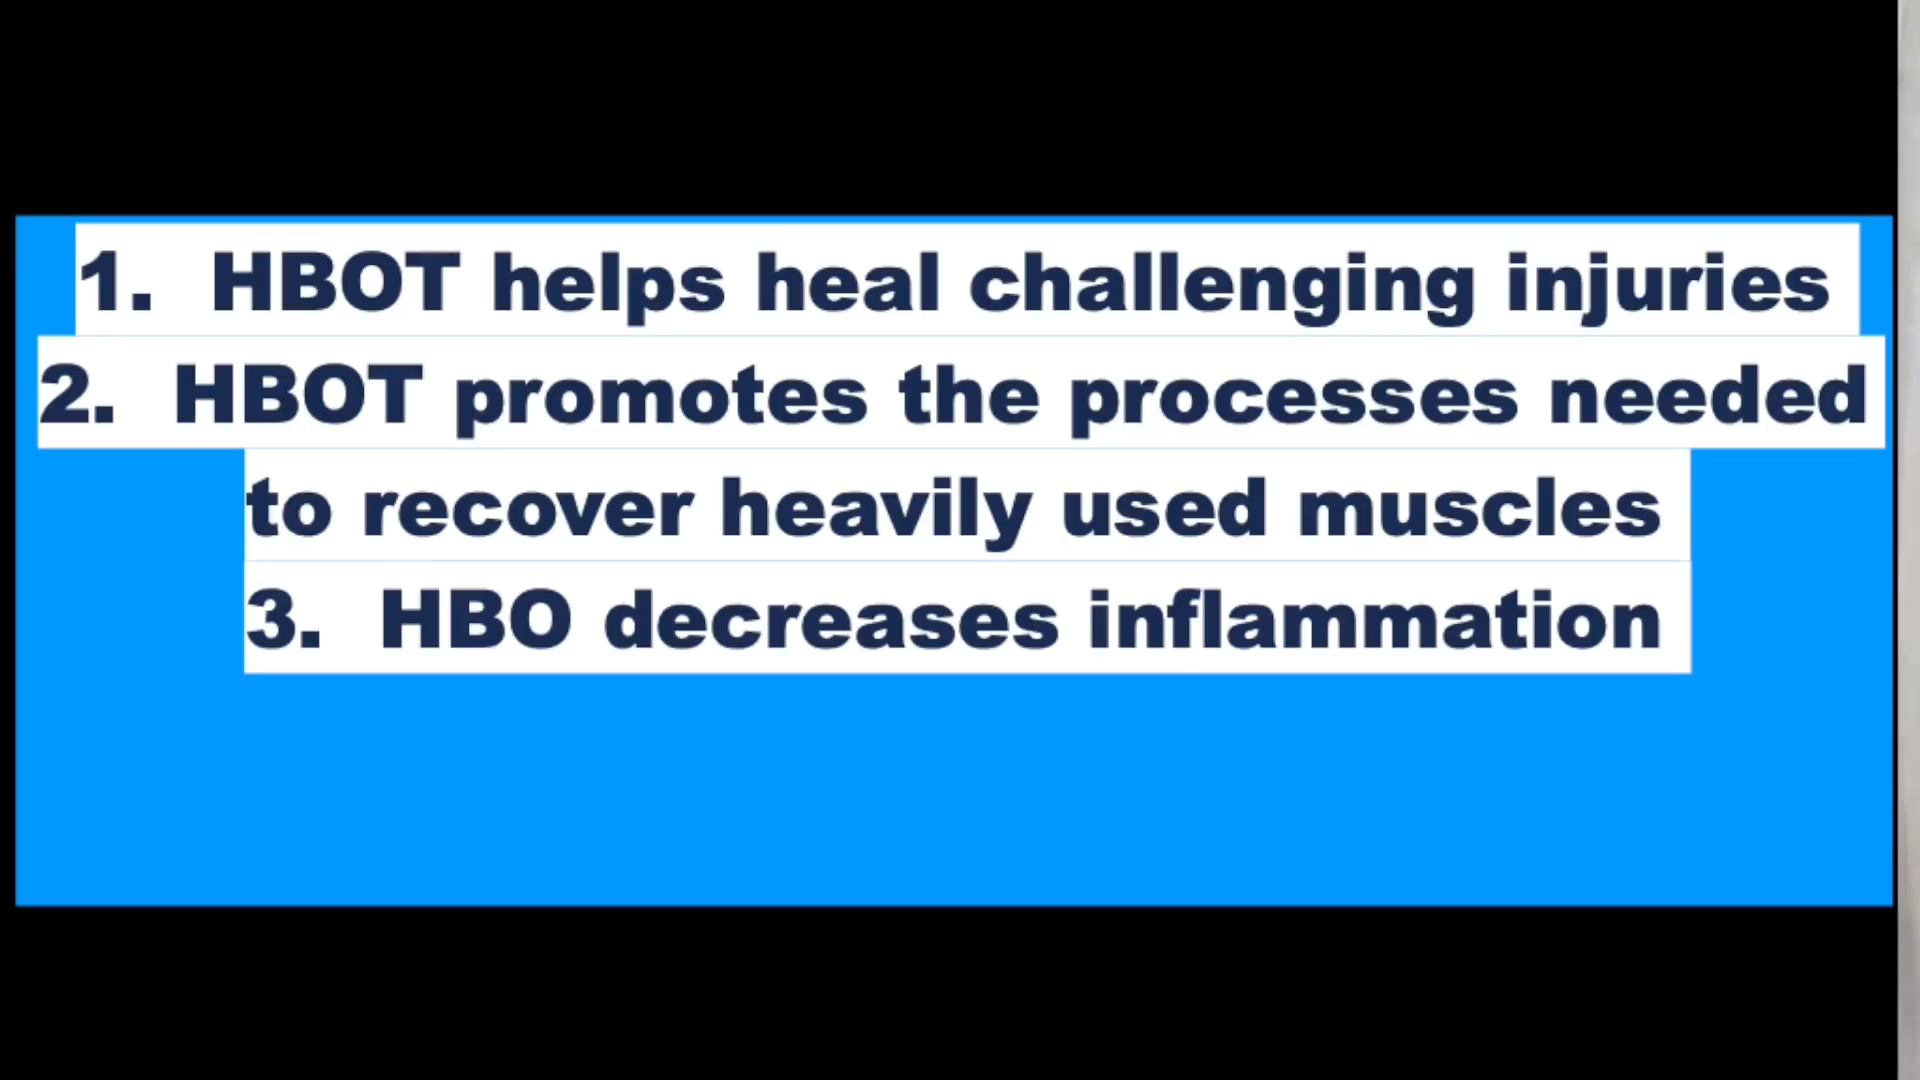 1. HBOT helps heal challenging injuries
2. HBOT promotes the processes needed
to recover heavily used muscles
3. HBO decreases inflammation